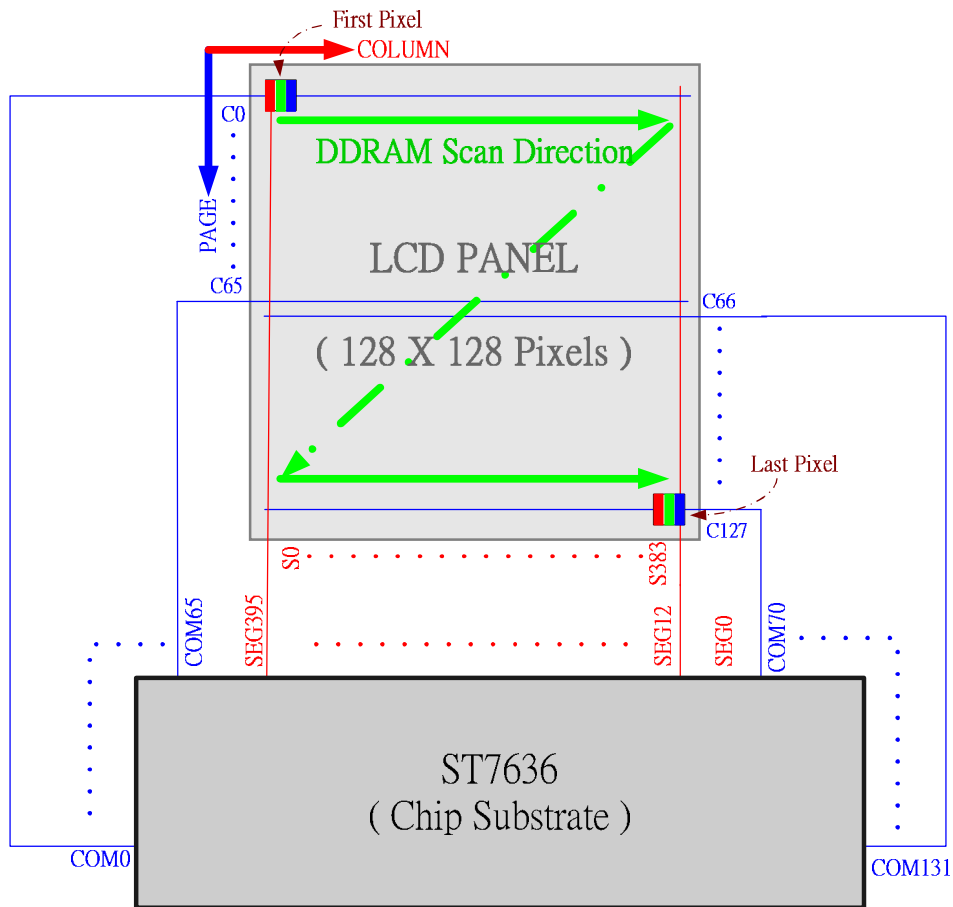 First Pixel
COLUMN
C0
DDRAM Scan Direction
PAGE
LCD PANEL
C65
C66
( 128 X 128 Pixels )
Last Pixel
C127
S0
S383
COM65
SEG395
SEG12
SEG0
COM70
ST7636
( Chip Substrate )
COM0
COM131